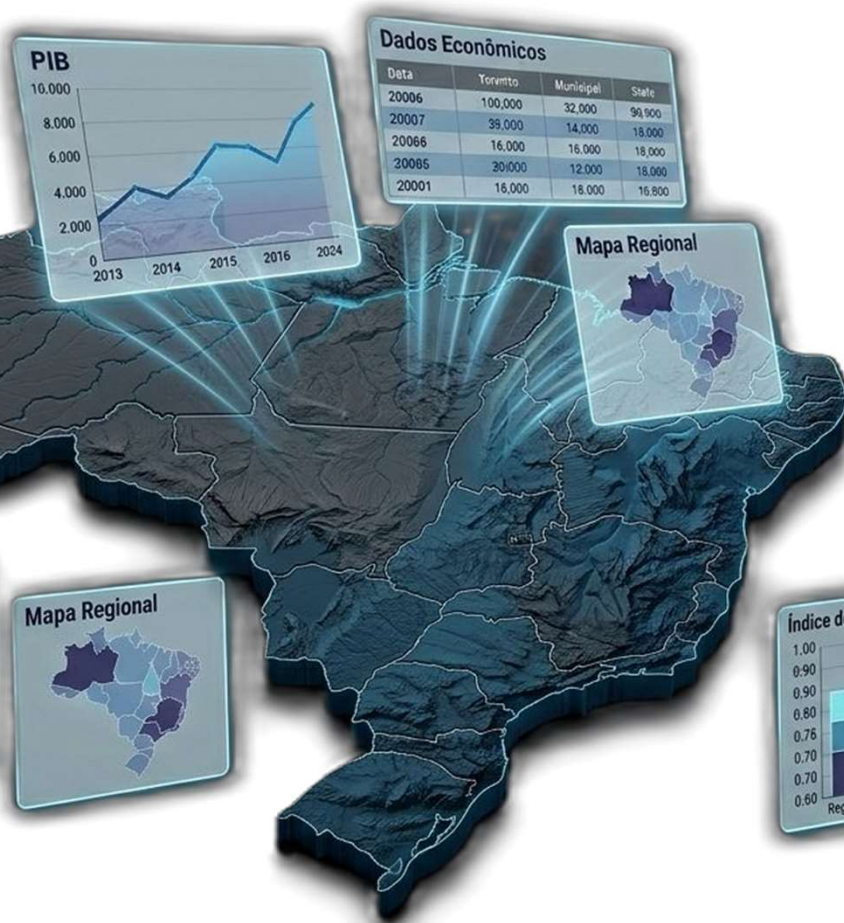 PIB
10.000
8.000
6.000
4.000
2.000
0
2013 2014 2015 2016 2024
Dados Econômicos
Data Torvmto Municipel State
20006 100,000 32,000 90,900
20007 39,000 14,000 18.000
20066 16,000 16.000 18,000
30085 30:000 12.000 18,000
20001 16,000 18.000 16.800
Mapa Regional
Mapa Regional
Índice d
1.00
0:90
0.90
0.80
0.76
0.70
0.70
0.60
Reg